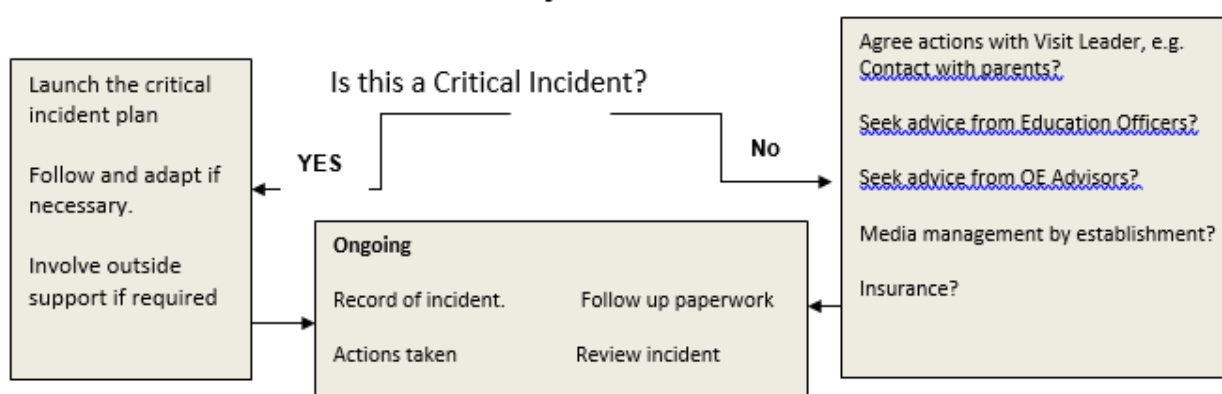 Is this a Critical Incident?
YES
No
Launch the critical
incident plan
Follow and adapt if
necessary.
Involve outside
support if required
Agree actions with Visit Leader, e.g.
Contact with parents?
Seek advice from Education Officers?
Seek advice from OE Advisors?
Media management by establishment?
Insurance?
Ongoing
Record of incident. Follow up paperwork
Actions taken Review incident